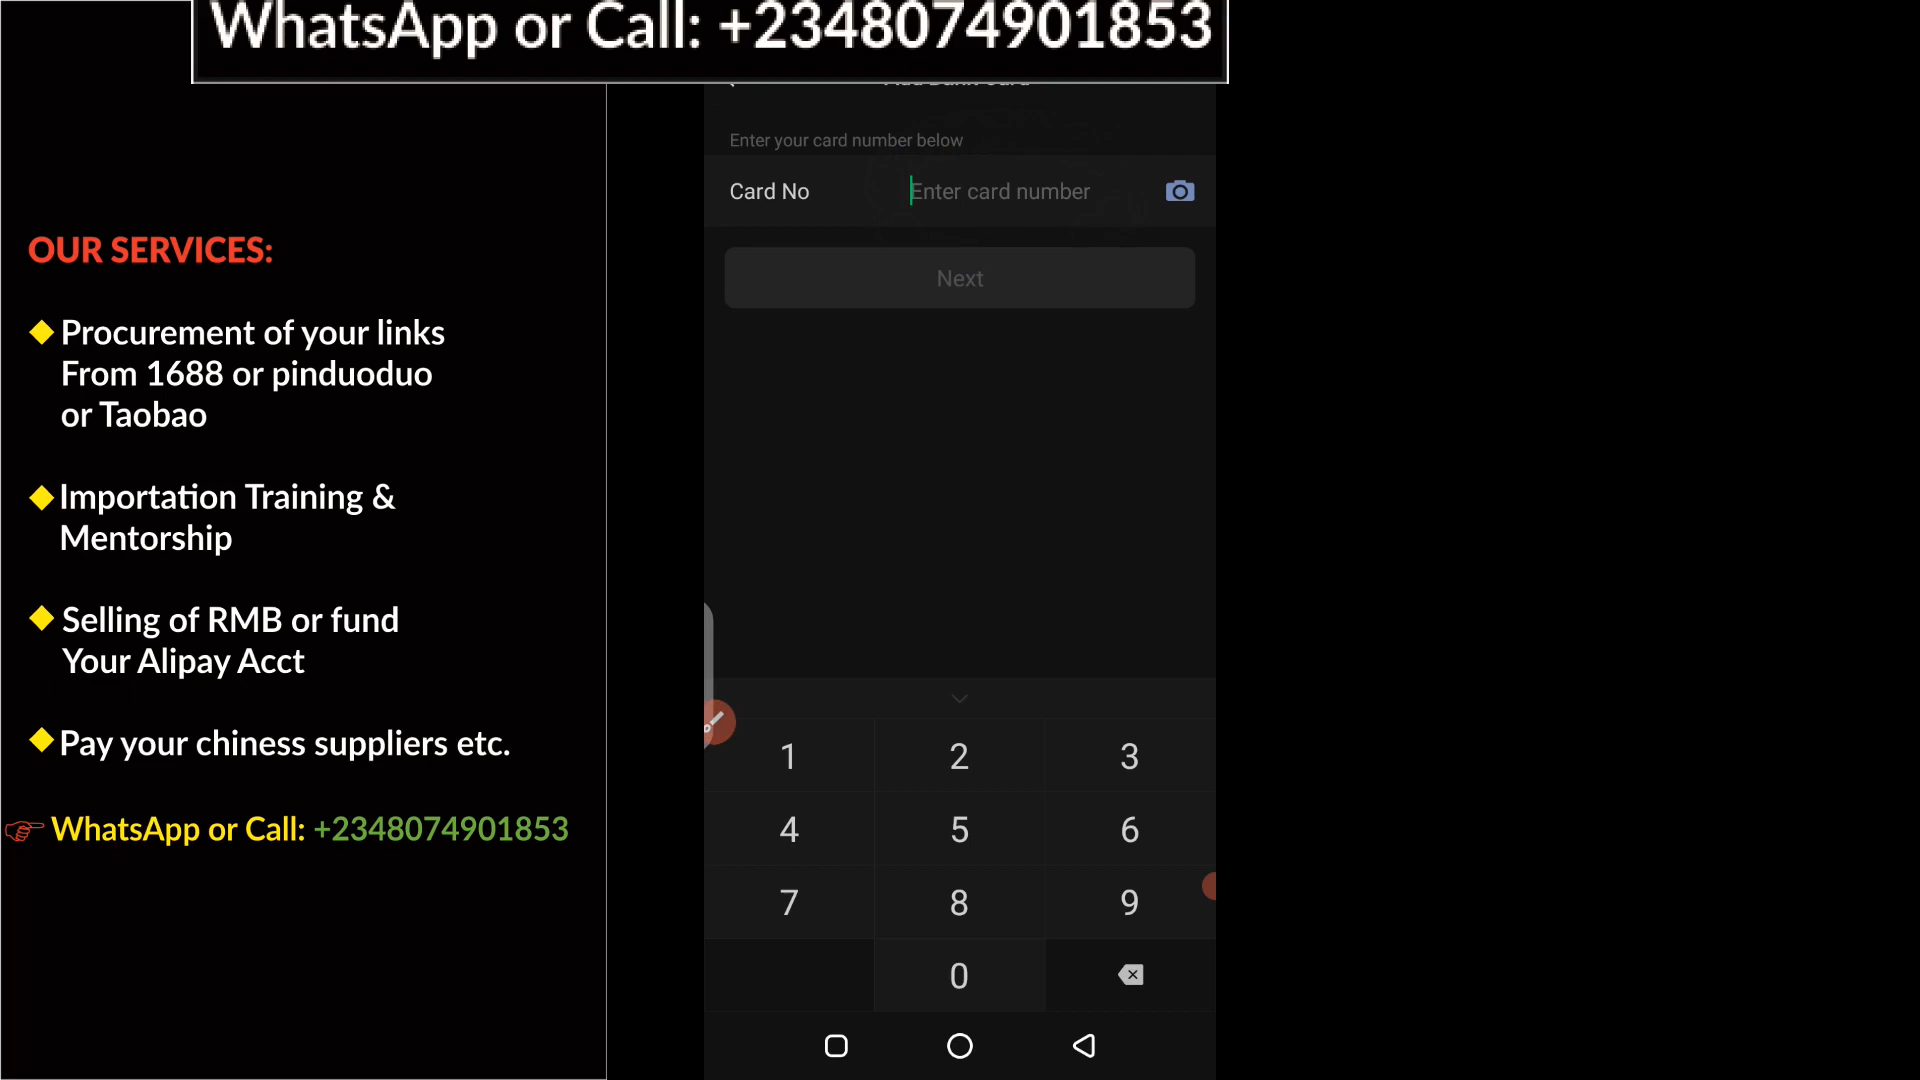 WhatsApp or Call: +2348074901853
Enter your card number below
Card No
Enter card number
Next
OUR SERVICES:
Procurement of your links
From 1688 or pinduoduo
or Taobao
Importation Training &
Mentorship
Selling of RMB or fund
Your Alipay Acct
Pay your chiness suppliers etc.
WhatsApp or Call: +2348074901853
1 2 3
4 5 6
7 8 9
0